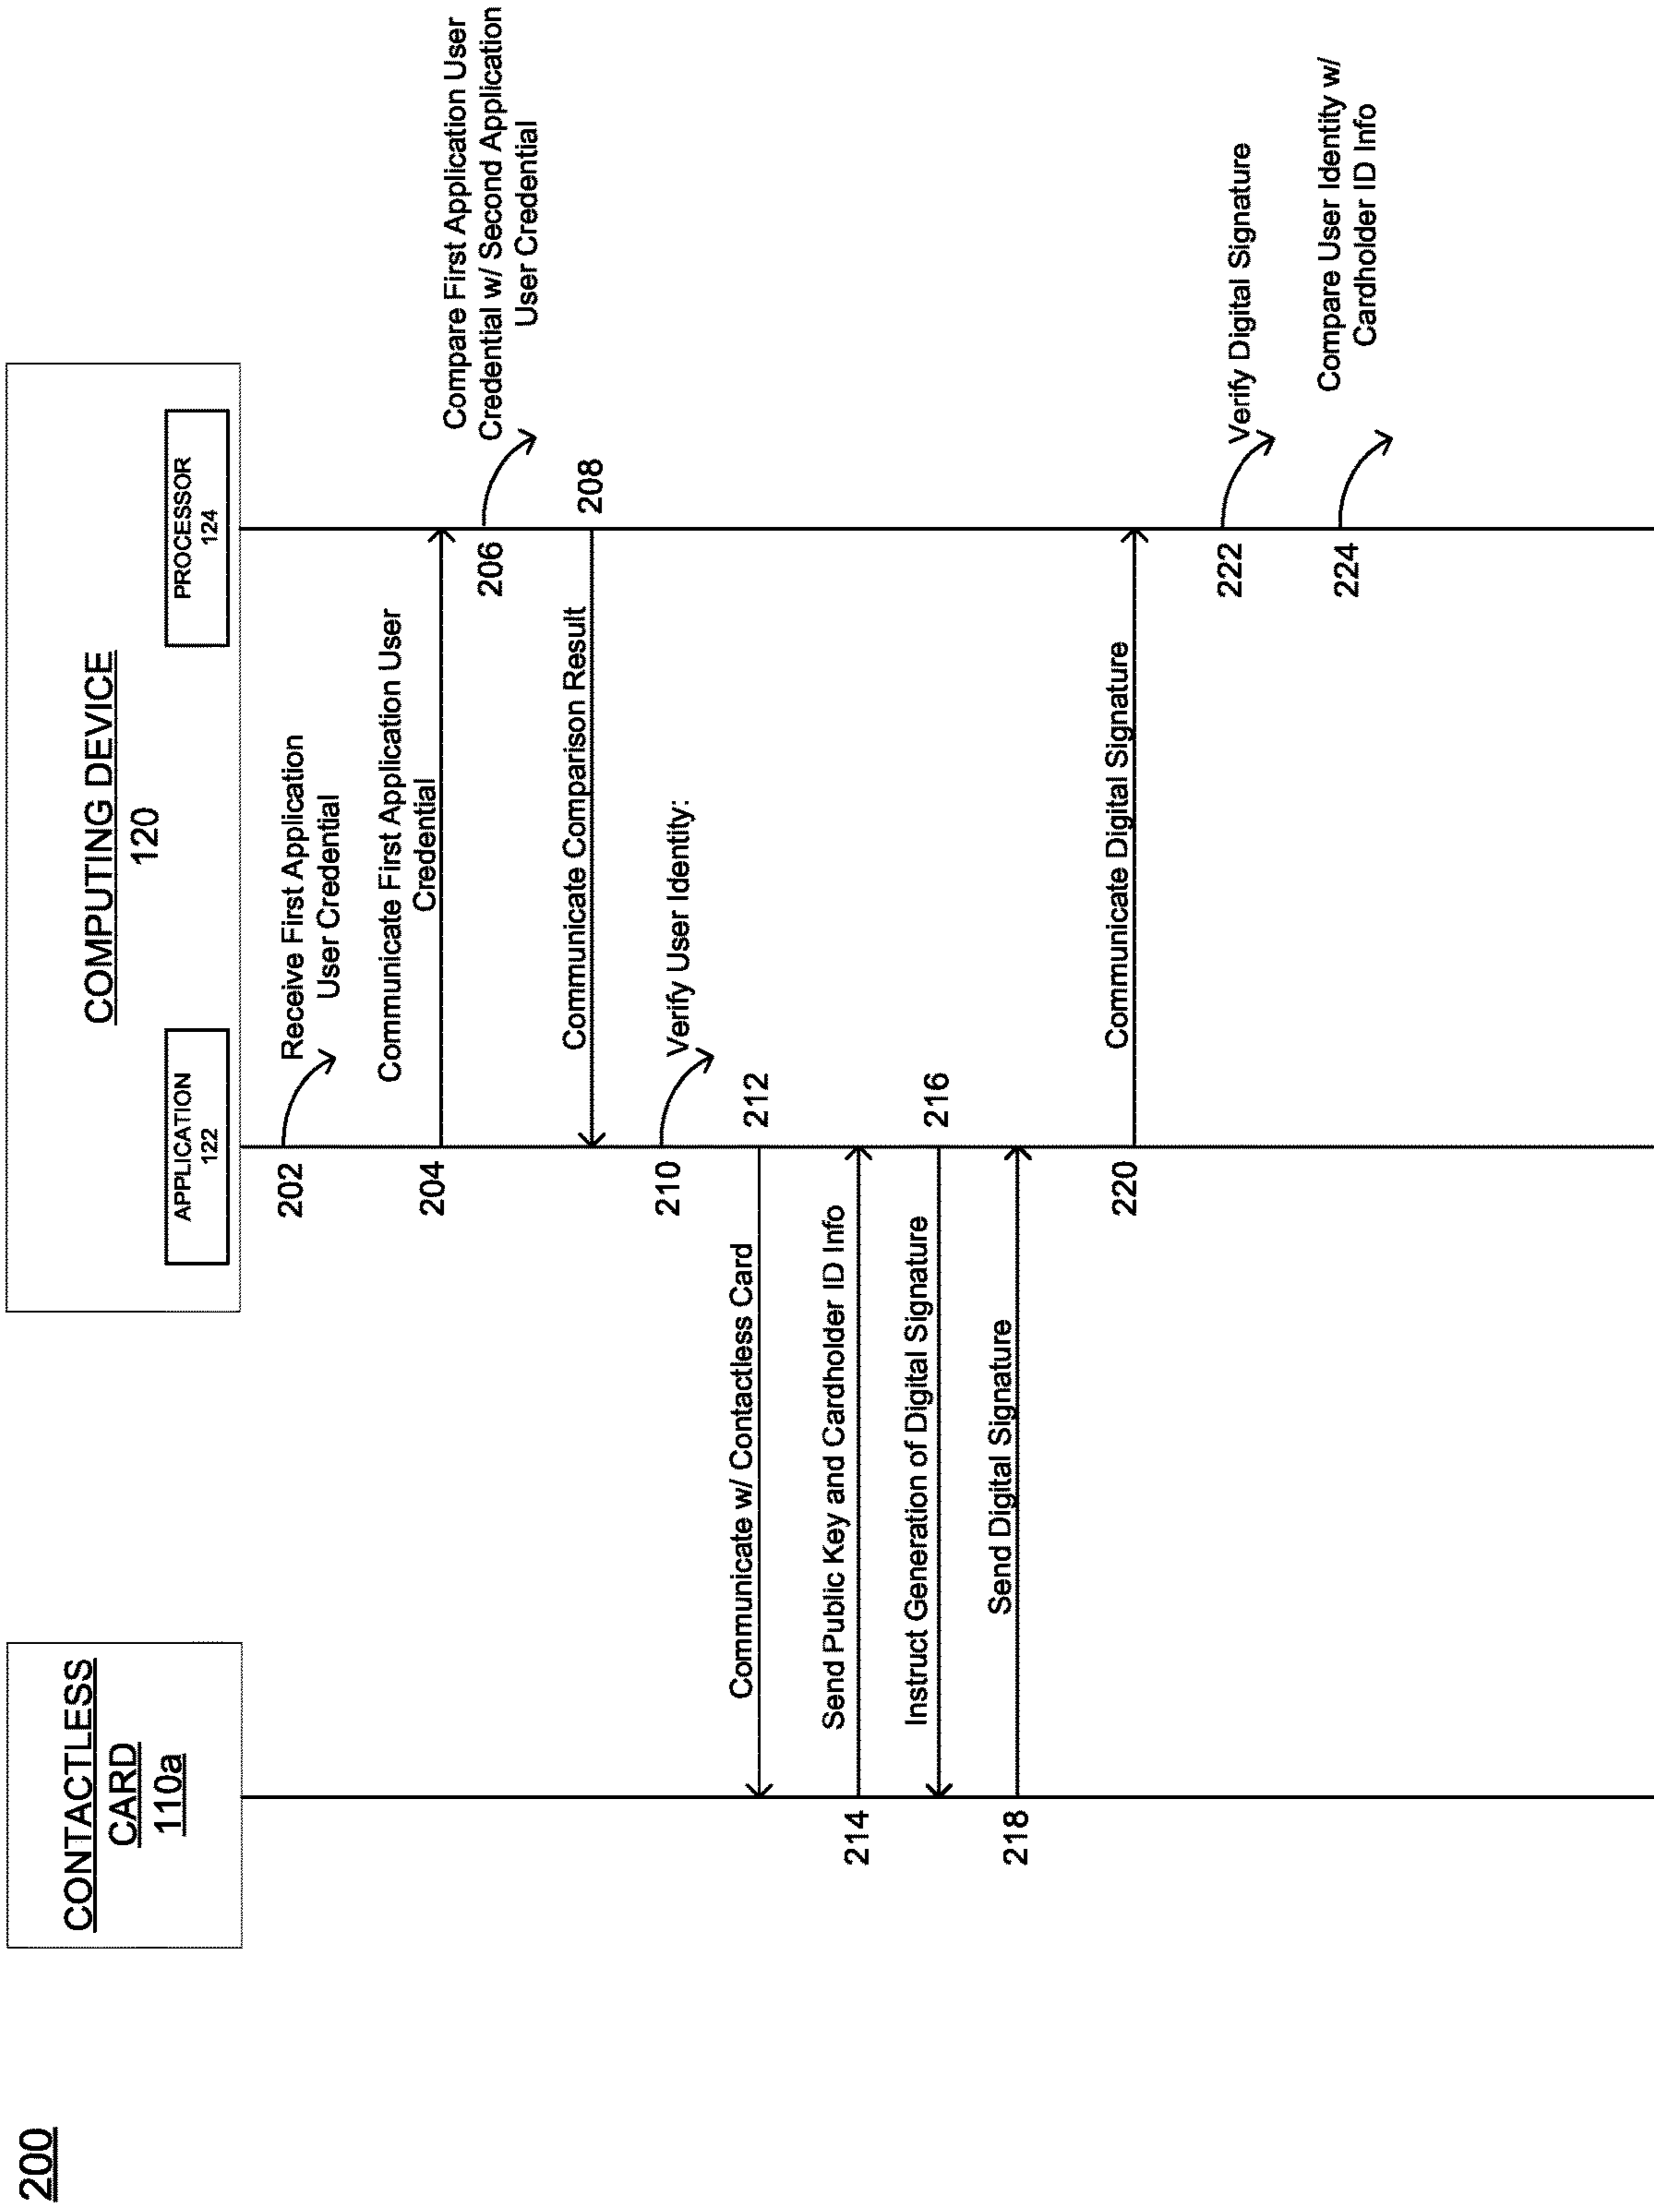 200
CONTACTLESS
CARD
110a
COMPUTING DEVICE
120
APPLICATION
122
PROCESSOR
124
202
Receive First Application
User Credential
204
Communicate First Application User
Credential
206
Compare First Application User
Credential w/ Second Application
User Credential
208
Communicate Comparison Result
210
Verify User Identity:
212
Communicate w/ Contactless Card
214
Send Public Key and Cardholder ID Info
216
Instruct Generation of Digital Signature
218
Send Digital Signature
220
Communicate Digital Signature
222
Verify Digital Signature
224
Compare User Identity w/
Cardholder ID Info